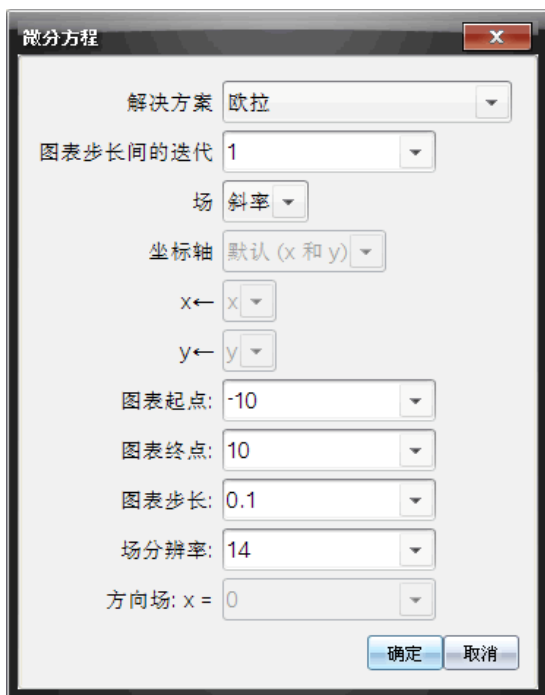 微分方程
解决方案 欧拉
图表步长间的迭代 1
场 斜率
坐标轴 默认 (x 和 y)
x← x
y← y
图表起点: -10
图表终点: 10
图表步长: 0.1
场分辨率: 14
方向场: x = 0
确定 取消